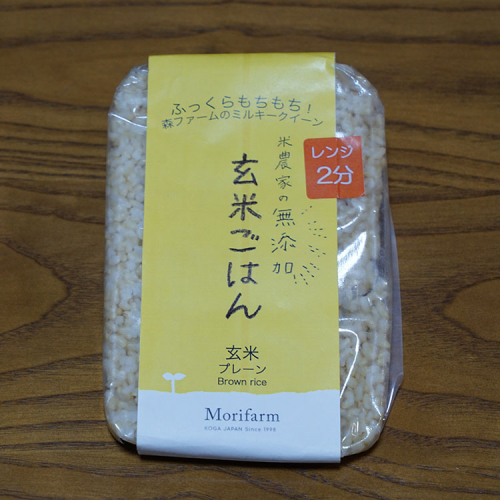 ふっくらもちもち！
森ファームのミルキークイーン
レンジ
2分
米農家の無添加
玄米ごはん
玄米
プレーン
Brown rice
Morifarm
KOGA JAPAN Since 1998